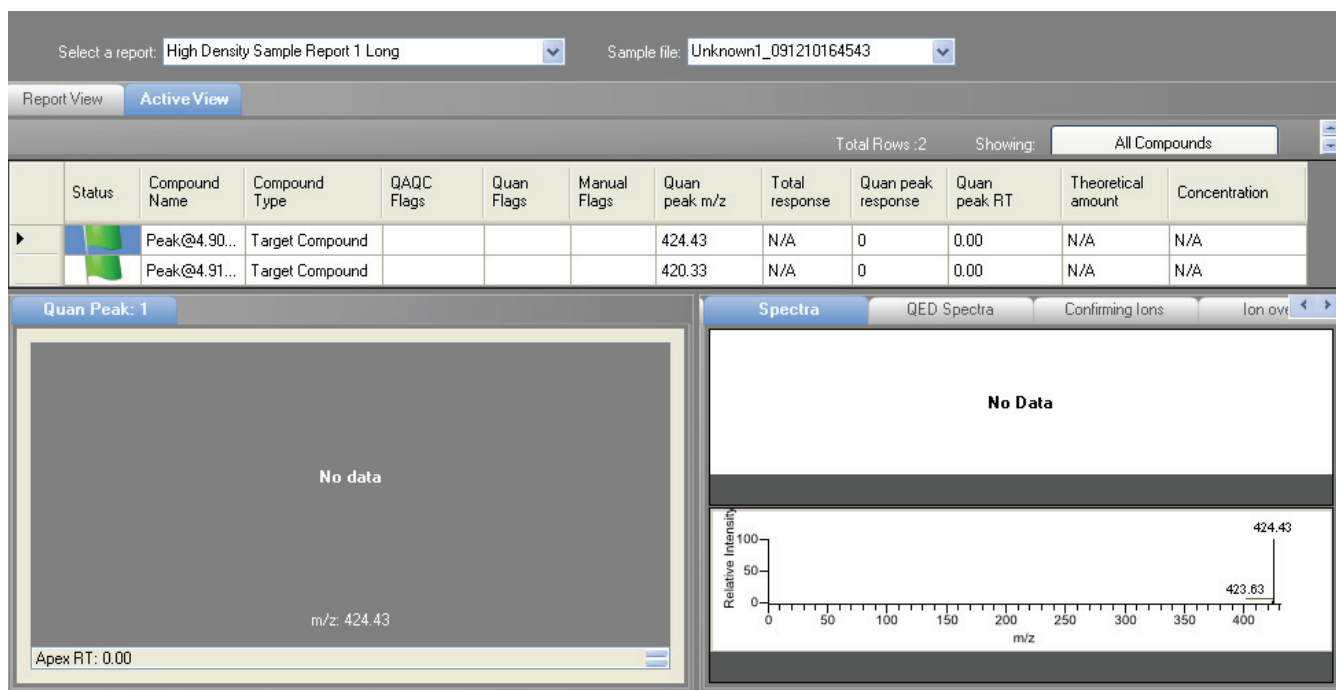 Select a report: High Density Sample Report 1 Long Sample file: Unknown1_091210164543
Report View Active View
Total Rows :2 Showing: All Compounds
Status Compound Name Compound Type QAQC Flags Quan Flags Manual Flags Quan peak m/z Total response Quan peak response Quan peak RT Theoretical amount Concentration
Peak@4.90... Target Compound 424.43 N/A 0 0.00 N/A N/A
Peak@4.91... Target Compound 420.33 N/A 0 0.00 N/A N/A
Quan Peak: 1
No data
m/z: 424.43
Apex RT: 0.00
Spectra QED Spectra Confirming Ions Ion ove
No Data
Relative Intensity
424.43
100
50
423.63
0
0 50 100 150 200 250 300 350 400
m/z